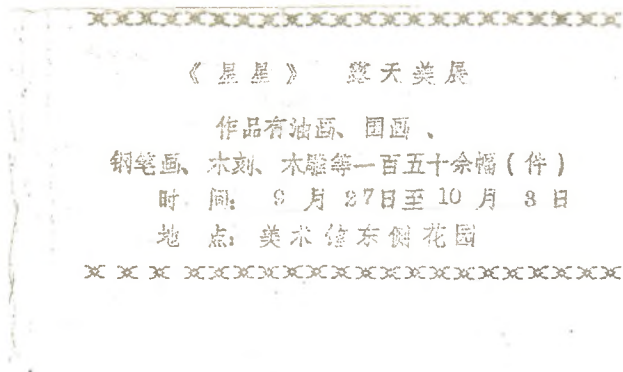 《星星》 露天美展
作品有油画、国画、
钢笔画、木刻、木雕等一百五十余幅(件)
时 间: 9 月 27日至 10 月 3 日
地 点: 美术馆东侧花园